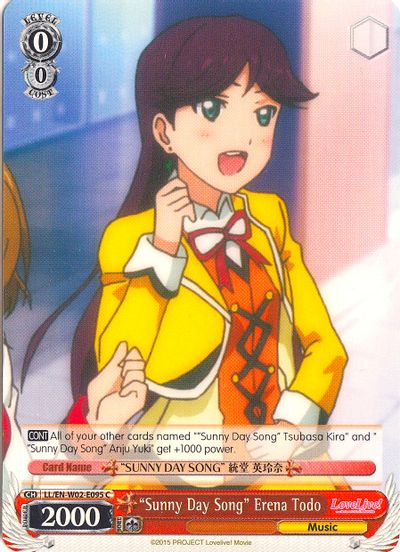 LEVEL
0
0
COST
CONT All of your other cards named ""Sunny Day Song" Tsubasa Kira" and "
"Sunny Day Song" Anju Yuki' get +1000 power.
Card Name "SUNNY DAY SONG" 統堂 英玲奈
CH LL/EN-W02-E095 C
POWER 2000
"Sunny Day Song" Erena Todo
LoveLive!
Music
©2015 PROJECT Lovelive! Movie